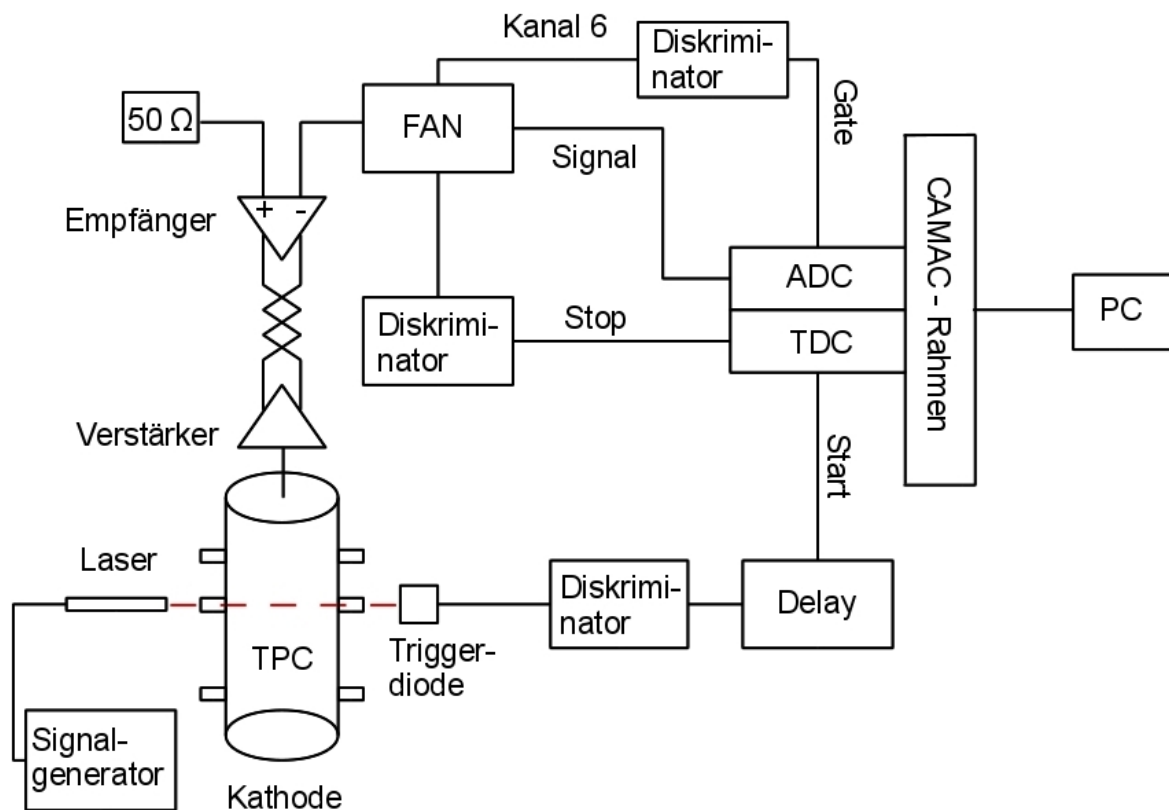 Kanal 6
Diskrimi-
nator
50 Ω
FAN
Gate
Signal
Empfänger
+ -
CAMAC - Rahmen
ADC
Diskrimi-
nator
Stop
TDC
PC
Verstärker
Start
Laser
Diskrimi-
nator
Delay
TPC
Trigger-
diode
Signal-
generator
Kathode